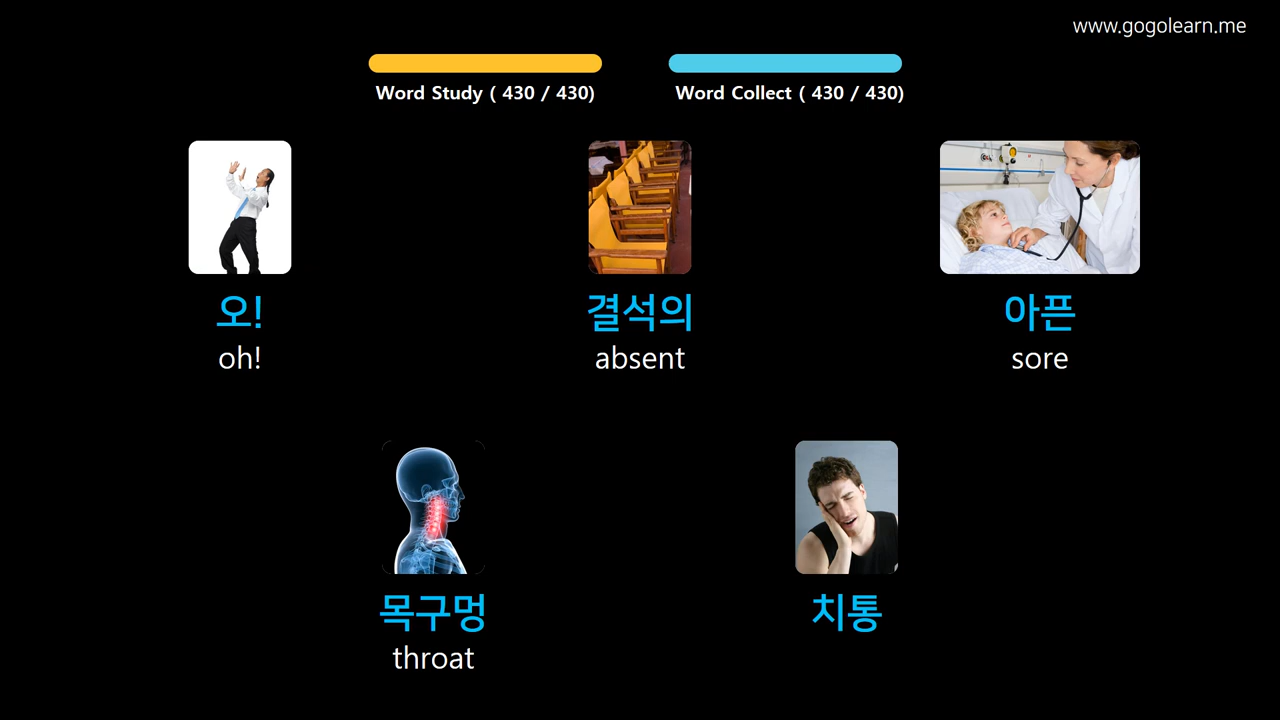 www.gogolearn.me
Word Study ( 430 / 430)
Word Collect ( 430 / 430)
오!
oh!
결석의
absent
아픈
sore
목구멍
throat
치통